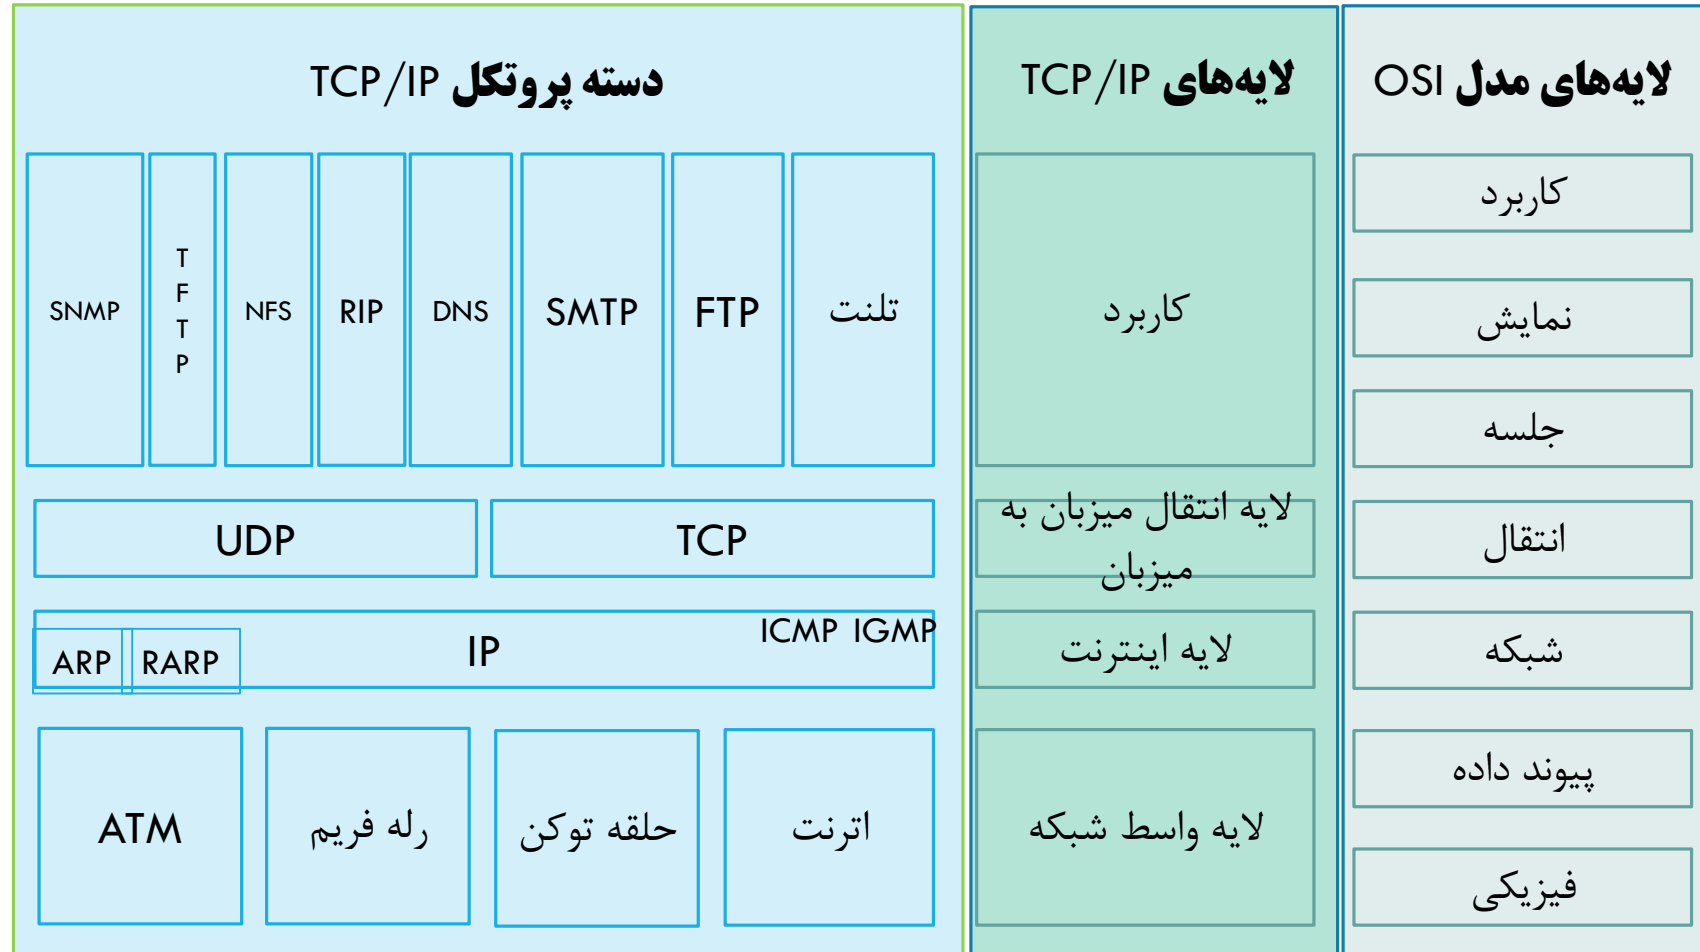 لایه‌های مدل OSI
لایه‌های TCP/IP
دسته پروتکل TCP/IP
کاربرد
نمایش
جلسه
انتقال
شبکه
پیوند داده
فیزیکی
کاربرد
لایه انتقال میزبان به
میزبان
لایه اینترنت
لایه واسط شبکه
تلنت
FTP
SMTP
DNS
RIP
NFS
T
F
T
P
SNMP
TCP
UDP
ICMP IGMP
IP
RARP
ARP
اترنت
حلقه توکن
رله فریم
ATM